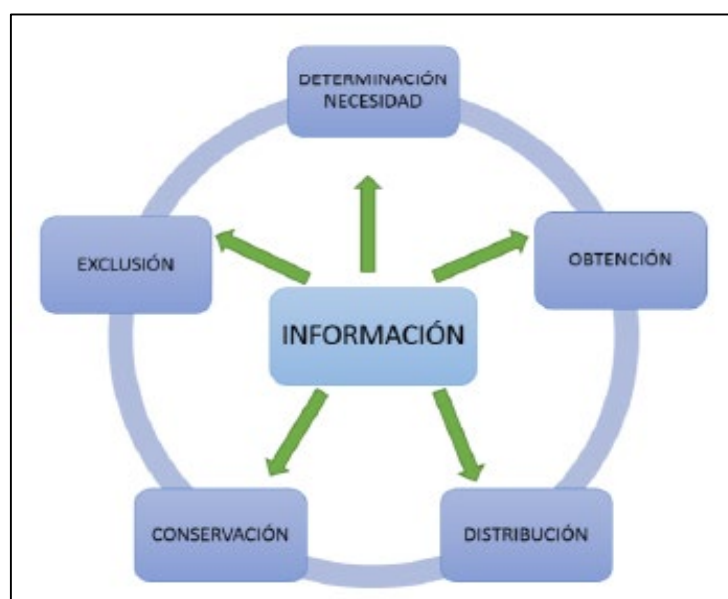 DETERMINACIÓN
NECESIDAD
EXCLUSIÓN
OBTENCIÓN
INFORMACIÓN
CONSERVACIÓN
DISTRIBUCIÓN